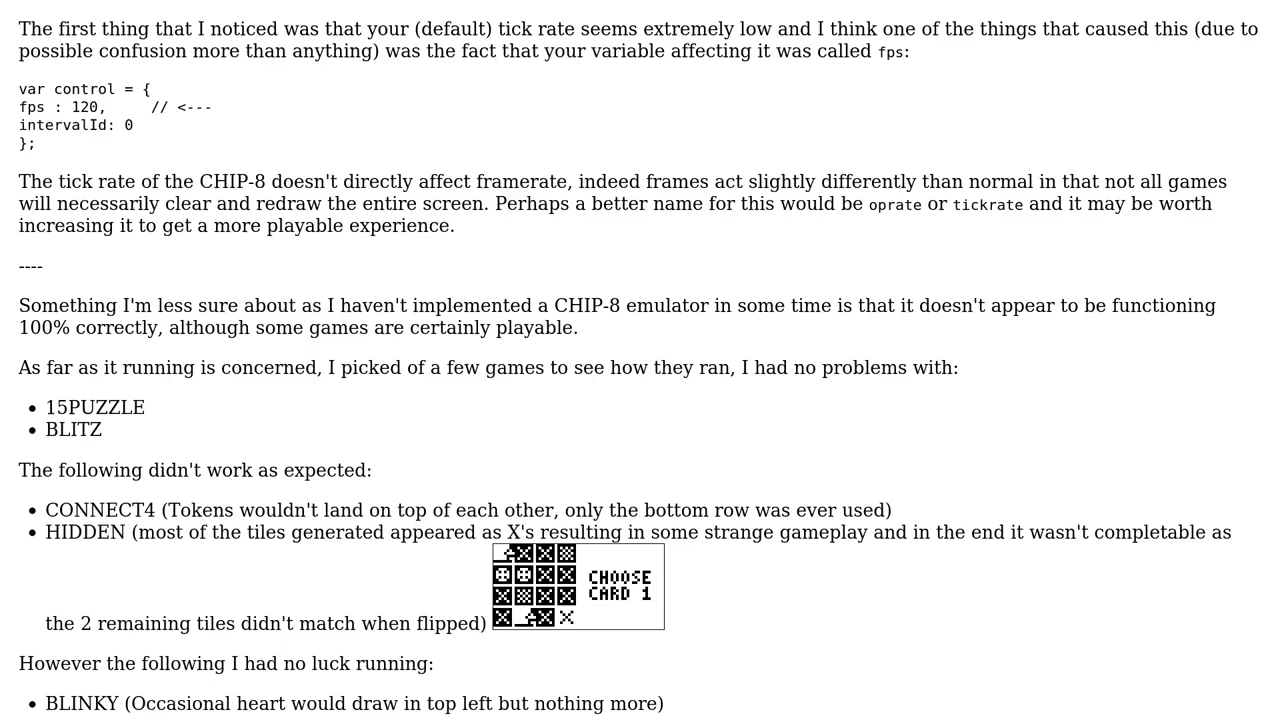 The first thing that I noticed was that your (default) tick rate seems extremely low and I think one of the things that caused this (due to
possible confusion more than anything) was the fact that your variable affecting it was called fps:
var control = {
fps : 120,     // <---
intervalId: 0
};
The tick rate of the CHIP-8 doesn't directly affect framerate, indeed frames act slightly differently than normal in that not all games
will necessarily clear and redraw the entire screen. Perhaps a better name for this would be oprate or tickrate and it may be worth
increasing it to get a more playable experience.
----
Something I'm less sure about as I haven't implemented a CHIP-8 emulator in some time is that it doesn't appear to be functioning
100% correctly, although some games are certainly playable.
As far as it running is concerned, I picked of a few games to see how they ran, I had no problems with:
• 15PUZZLE
• BLITZ
The following didn't work as expected:
• CONNECT4 (Tokens wouldn't land on top of each other, only the bottom row was ever used)
• HIDDEN (most of the tiles generated appeared as X's resulting in some strange gameplay and in the end it wasn't completable as
CHOOSE
CARD 1
the 2 remaining tiles didn't match when flipped)
However the following I had no luck running:
• BLINKY (Occasional heart would draw in top left but nothing more)